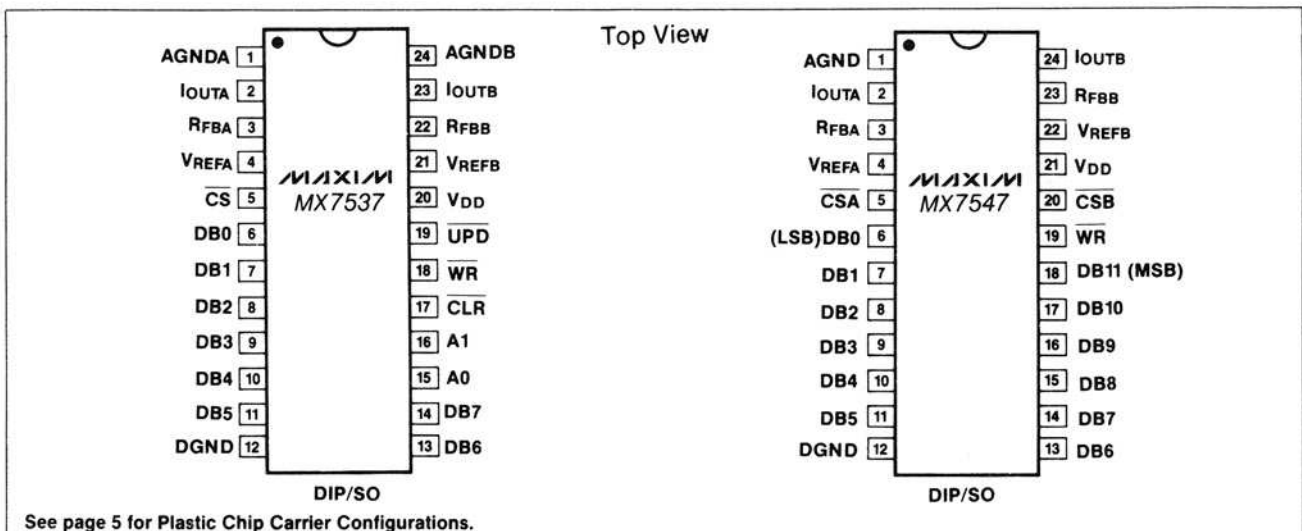 Top View
AGNDA 1 24 AGNDB
IOUTA 2 23 IOUTB
RFBA 3 22 RFBB
VREFA 4 21 VREFB
CS 5 20 VDD
DB0 6 19 UPD
DB1 7 18 WR
DB2 8 17 CLR
DB3 9 16 A1
DB4 10 15 A0
DB5 11 14 DB7
DGND 12 13 DB6
MAXIM
MX7537
DIP/SO
AGND 1 24 IOUTB
IOUTA 2 23 RFBB
RFBA 3 22 VREFB
VREFA 4 21 VDD
CSA 5 20 CSB
(LSB)DB0 6 19 WR
DB1 7 18 DB11 (MSB)
DB2 8 17 DB10
DB3 9 16 DB9
DB4 10 15 DB8
DB5 11 14 DB7
DGND 12 13 DB6
MAXIM
MX7547
DIP/SO
See page 5 for Plastic Chip Carrier Configurations.